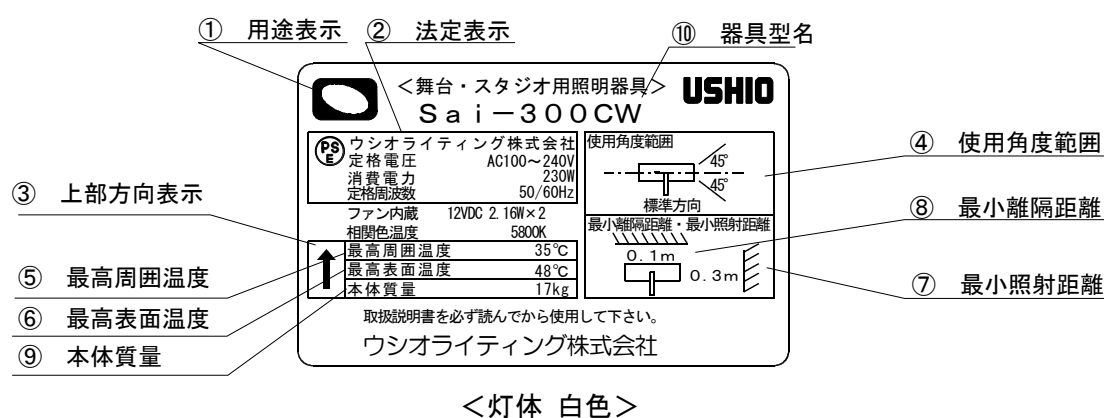 ① 用途表示
② 法定表示
⑩ 器具型名
＜舞台・スタジオ用照明器具＞
USHIO
Ｓａｉ－３００ＣＷ
PSE
ウシオライティング株式会社
定格電圧 AC100～240V
消費電力 230W
定格周波数 50/60Hz
使用角度範囲
45°
45°
標準方向
④ 使用角度範囲
③ 上部方向表示
ファン内蔵 12VDC 2.16W×2
相関色温度 5800K
最小離隔距離・最小照射距離
０.１ｍ
０.３ｍ
⑧ 最小離隔距離
最高周囲温度 35℃
最高表面温度 48℃
本体質量 17kg
⑤ 最高周囲温度
⑦ 最小照射距離
⑥ 最高表面温度
⑨ 本体質量
取扱説明書を必ず読んでから使用して下さい。
ウシオライティング株式会社
＜灯体 白色＞